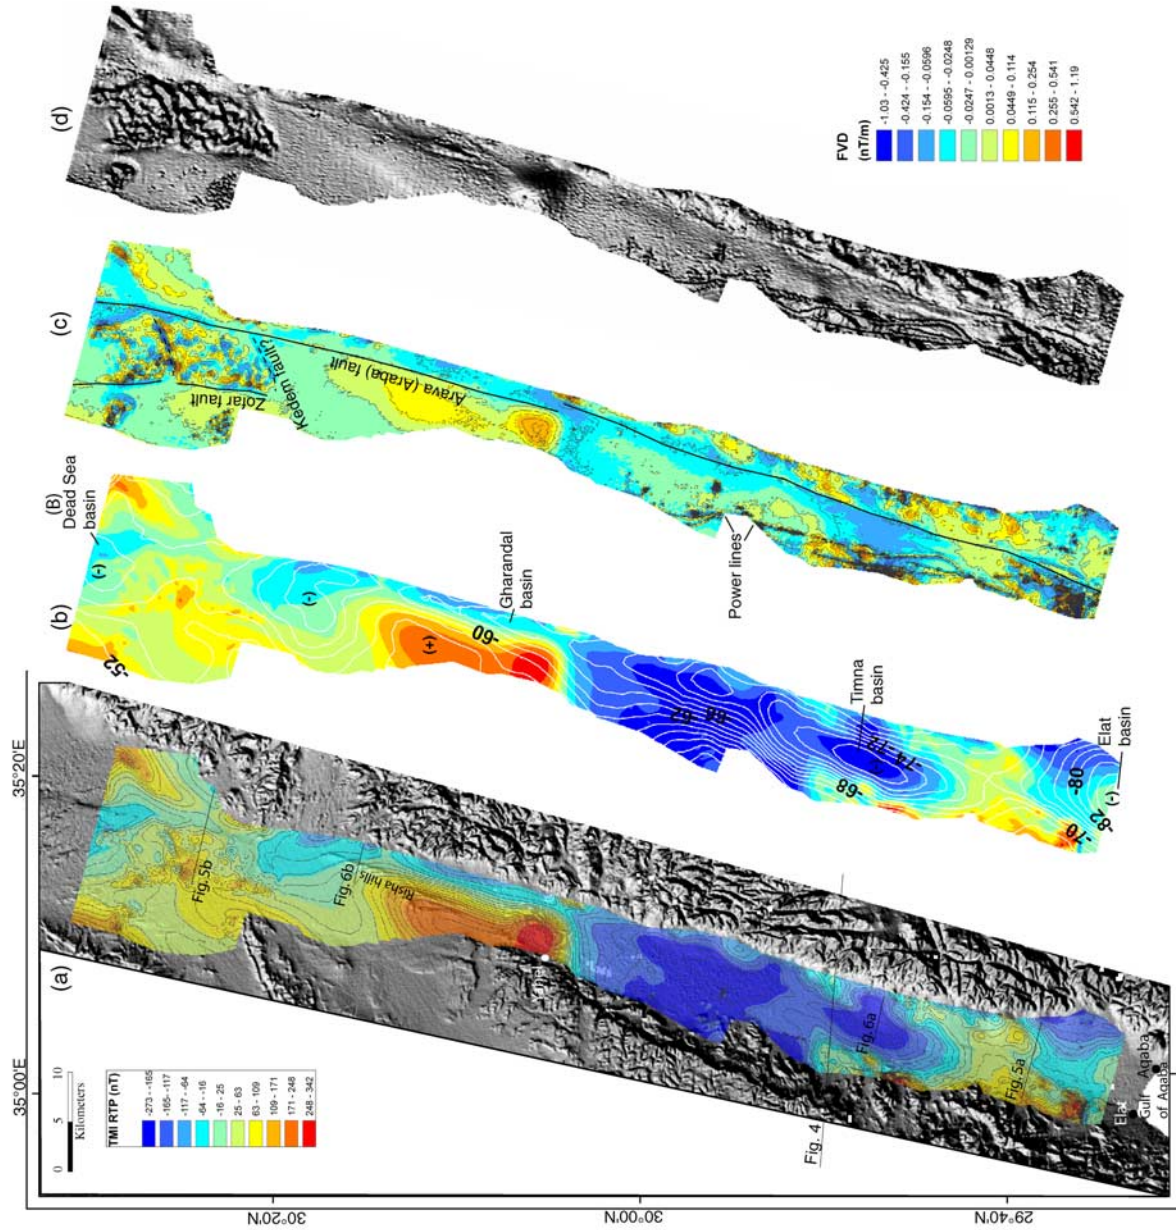 35°00'E
35°20'E
30°20'N
30°00'N
29°40'N
(a)
0 5 10
Kilometers
TMI RTP (nT)
-273 - -165
-165 - -117
-117 - -64
-64 - -16
-16 - 25
25 - 63
63 - 109
109 - 171
171 - 248
248 - 342
Fig. 5b
Fig. 6b
Risha hills
Fig. 6a
Fig. 5a
Fig. 4
Elat
Aqaba
Gulf
of Aqaba
(b)
(B)
Dead Sea
basin
(-)
-52
(-)
(+)
-60
Gharandal
basin
-62
-68
Timna
basin
-74
-72
-68
-80
Elat
basin
(-)
-82
-70
(c)
Zofar fault
Kedem fault?
Arava (Araba) fault
Power lines
(d)
FVD
(nT/m)
-1.03 - -0.425
-0.424 - -0.155
-0.154 - -0.0596
-0.0595 - -0.0248
-0.0247 - -0.00129
0.0013 - 0.0448
0.0449 - 0.114
0.115 - 0.254
0.255 - 0.541
0.542 - 1.19